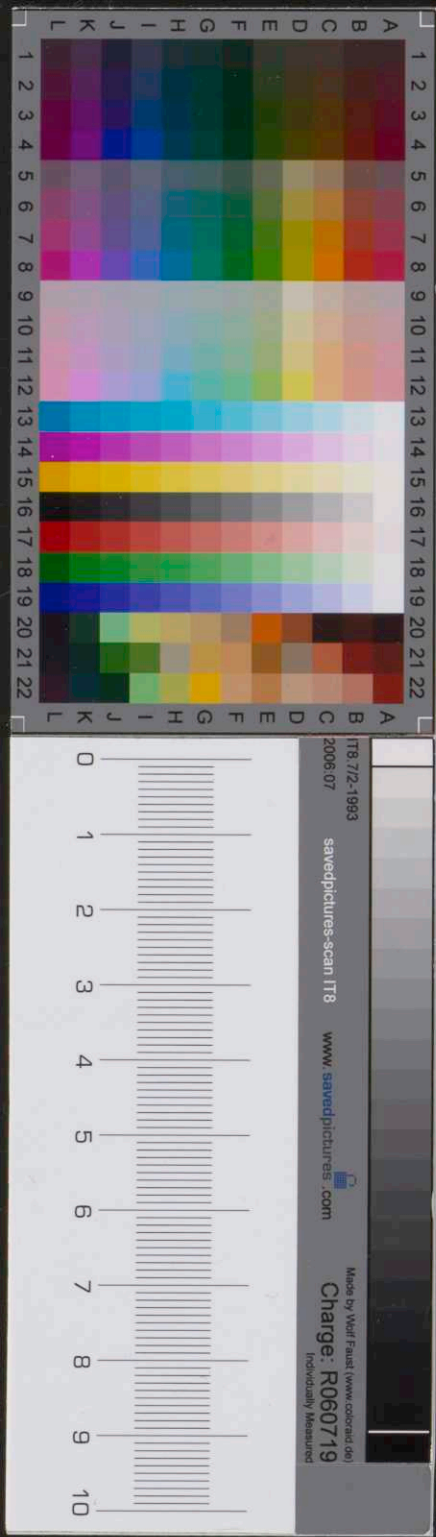 1 2 3 4 5 6 7 8 9 10 11 12 13 14 15 16 17 18 19 20 21 22
A B C D E F G H I J K L
A B C D E F G H I J K L
1 2 3 4 5 6 7 8 9 10 11 12 13 14 15 16 17 18 19 20 21 22
IT8.7/2-1993
2006:07
savedpictures-scan IT8
www.savedpictures.com
Made by Wolf Faust (www.coloraid.de)
Charge: R060719
Individually Measured
0 1 2 3 4 5 6 7 8 9 10